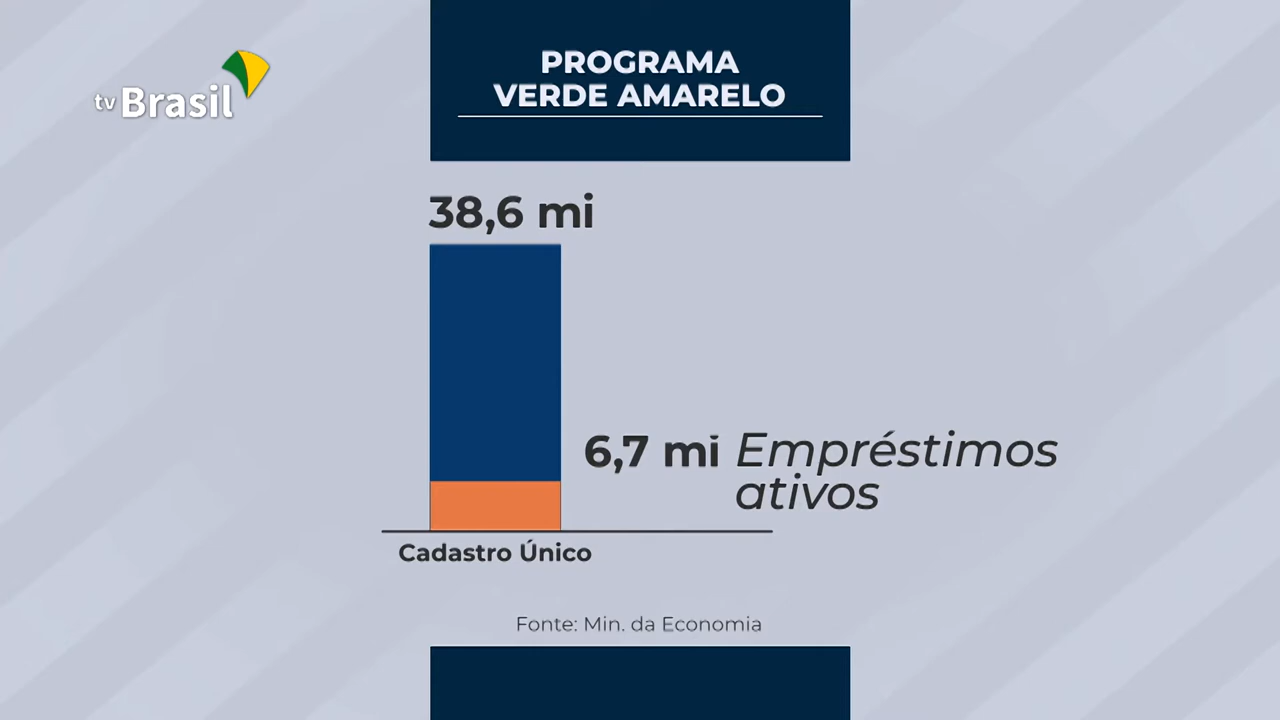 tv Brasil
PROGRAMA
VERDE AMARELO
38,6 mi
6,7 mi Empréstimos
ativos
Cadastro Único
Fonte: Min. da Economia